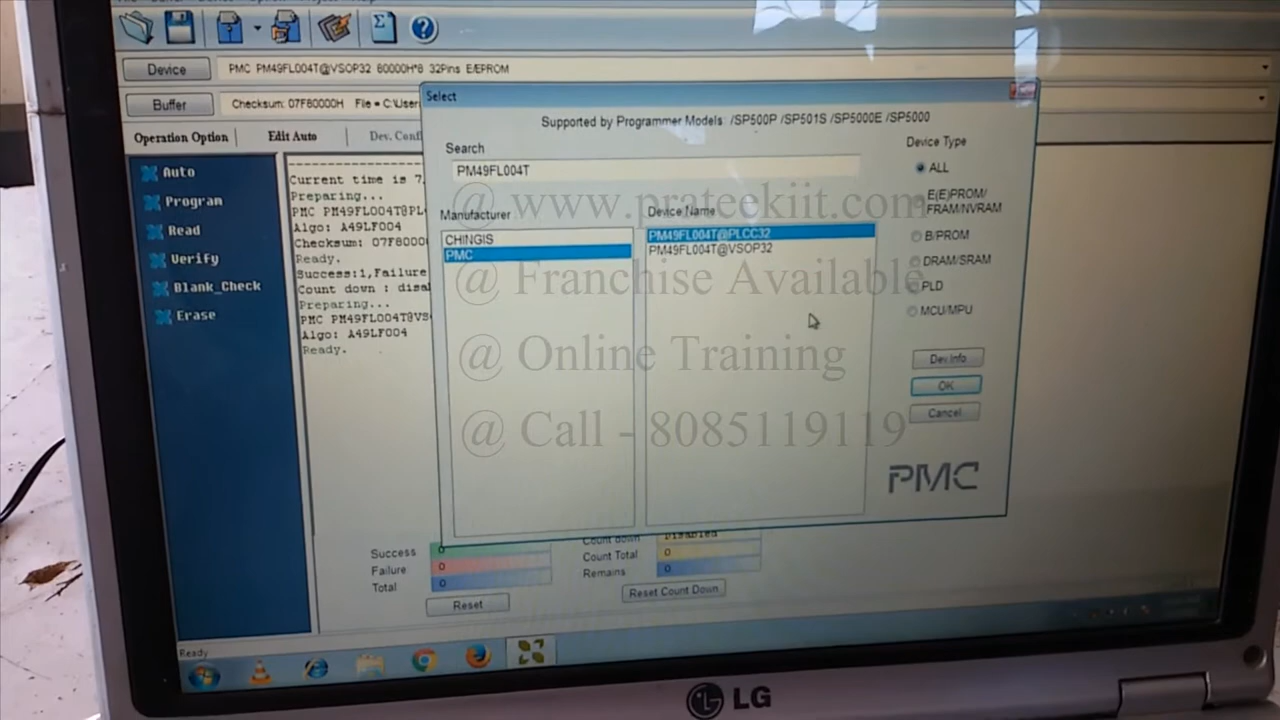 Device PMC PM49FL004T@VSOP32 80000H*8 32Pins E/EPROM
Buffer Checksum: 07F80000H File = C:\User
Operation Option Edit Auto Dev. Conf
Auto
Program
Read
Verify
Blank_Check
Erase
Current time is 7
Preparing...
PMC PM49FL004T@PL
Algo: A49LF004
Checksum: 07F8000
Ready.
Success:1,Failure
Count down : disa
Preparing...
PMC PM49FL004T@VS
Algo: A49LF004
Ready.
Select
Supported by Programmer Models: /SP500P /SP501S /SP5000E /SP5000
Search
PM49FL004T
Manufacturer
CHINGIS
PMC
Device Name
PM49FL004T@PLCC32
PM49FL004T@VSOP32
Device Type
ALL
E(E)PROM/
FRAM/NVRAM
B/PROM
DRAM/SRAM
PLD
MCU/MPU
Dev Info
OK
Cancel
PMC
@ www.prateekiit.com
@ Franchise Available
@ Online Training
@ Call - 8085119119
Success 0
Failure 0
Total 0
Reset
Count down Disabled
Count Total 0
Remains 0
Reset Count Down
Ready
LG